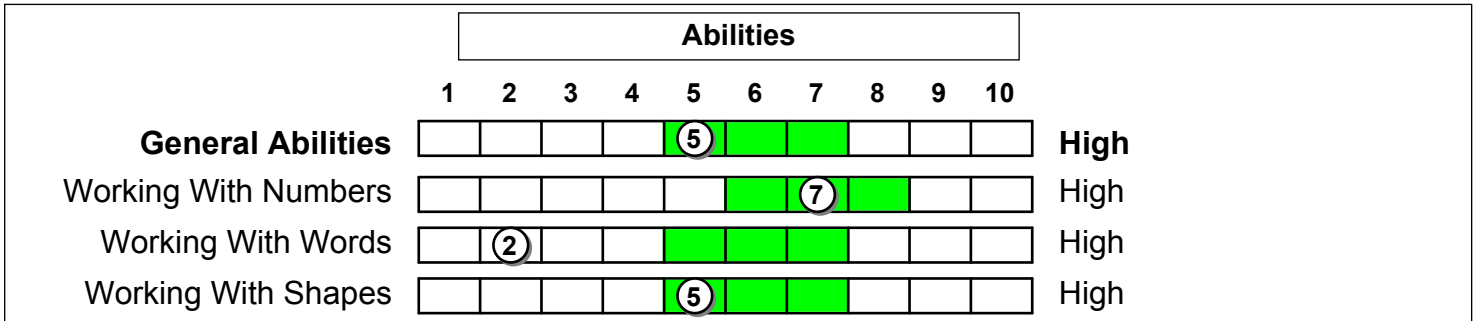 Abilities
1 2 3 4 5 6 7 8 9 10
General Abilities 5 High
Working With Numbers 7 High
Working With Words 2 High
Working With Shapes 5 High